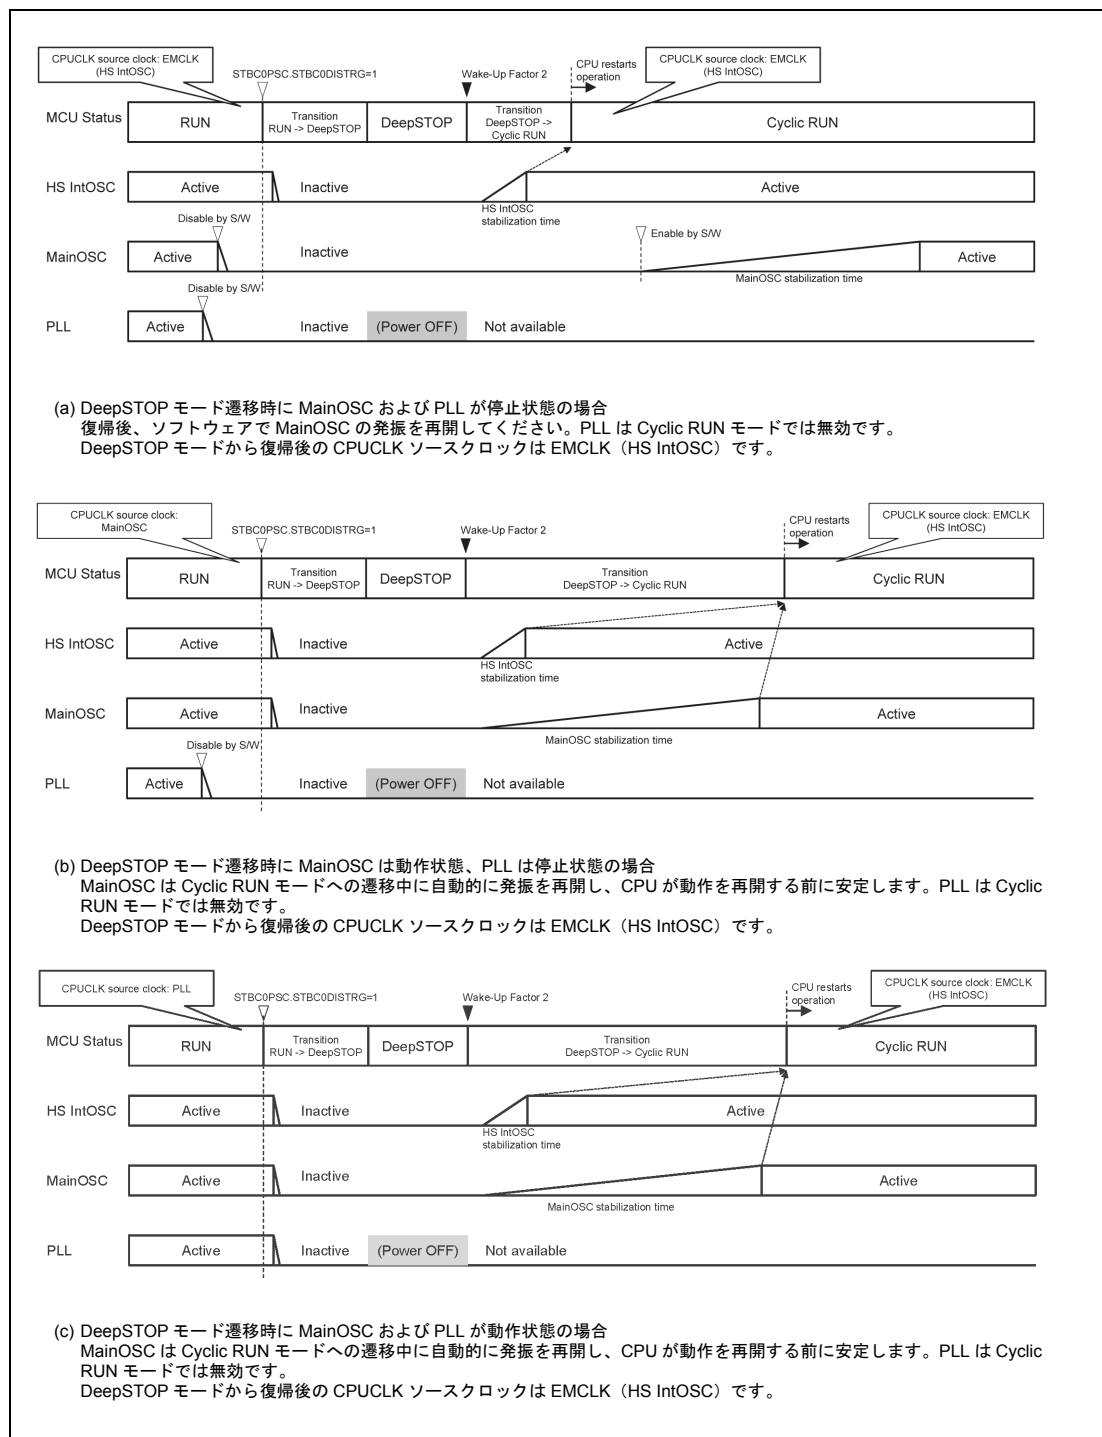 CPUCLK source clock: EMCLK
(HS IntOSC)
STBC0PSC.STBC0DISTRG=1
Wake-Up Factor 2
CPU restarts
operation
CPUCLK source clock: EMCLK
(HS IntOSC)
MCU Status
RUN
Transition
RUN -> DeepSTOP
DeepSTOP
Transition
DeepSTOP ->
Cyclic RUN
Cyclic RUN
HS IntOSC
Active
Inactive
HS IntOSC
stabilization time
Active
Disable by S/W
Enable by S/W
MainOSC
Active
Inactive
MainOSC stabilization time
Active
Disable by S/W
PLL
Active
Inactive
(Power OFF)
Not available
(a) DeepSTOP モード遷移時に MainOSC および PLL が停止状態の場合
復帰後、ソフトウェアで MainOSC の発振を再開してください。PLL は Cyclic RUN モードでは無効です。
DeepSTOP モードから復帰後の CPUCLK ソースクロックは EMCLK（HS IntOSC）です。
CPUCLK source clock:
MainOSC
STBC0PSC.STBC0DISTRG=1
Wake-Up Factor 2
CPU restarts
operation
CPUCLK source clock: EMCLK
(HS IntOSC)
MCU Status
RUN
Transition
RUN -> DeepSTOP
DeepSTOP
Transition
DeepSTOP -> Cyclic RUN
Cyclic RUN
HS IntOSC
Active
Inactive
HS IntOSC
stabilization time
Active
MainOSC
Active
Inactive
MainOSC stabilization time
Active
Disable by S/W
PLL
Active
Inactive
(Power OFF)
Not available
(b) DeepSTOP モード遷移時に MainOSC は動作状態、PLL は停止状態の場合
MainOSC は Cyclic RUN モードへの遷移中に自動的に発振を再開し、CPU が動作を再開する前に安定します。PLL は Cyclic
RUN モードでは無効です。
DeepSTOP モードから復帰後の CPUCLK ソースクロックは EMCLK（HS IntOSC）です。
CPUCLK source clock: PLL
STBC0PSC.STBC0DISTRG=1
Wake-Up Factor 2
CPU restarts
operation
CPUCLK source clock: EMCLK
(HS IntOSC)
MCU Status
RUN
Transition
RUN -> DeepSTOP
DeepSTOP
Transition
DeepSTOP -> Cyclic RUN
Cyclic RUN
HS IntOSC
Active
Inactive
HS IntOSC
stabilization time
Active
MainOSC
Active
Inactive
MainOSC stabilization time
Active
PLL
Active
Inactive
(Power OFF)
Not available
(c) DeepSTOP モード遷移時に MainOSC および PLL が動作状態の場合
MainOSC は Cyclic RUN モードへの遷移中に自動的に発振を再開し、CPU が動作を再開する前に安定します。PLL は Cyclic
RUN モードでは無効です。
DeepSTOP モードから復帰後の CPUCLK ソースクロックは EMCLK（HS IntOSC）です。